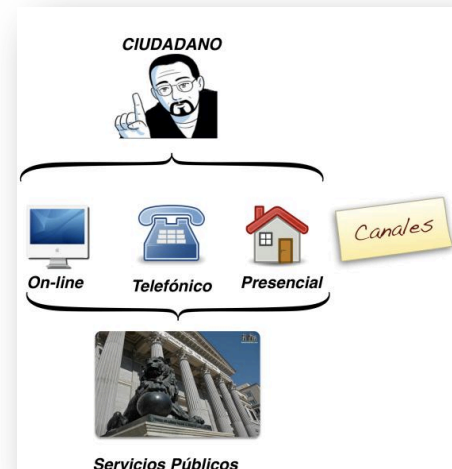 CIUDADANO
Canales
On-line
Telefónico
Presencial
Servicios Públicos